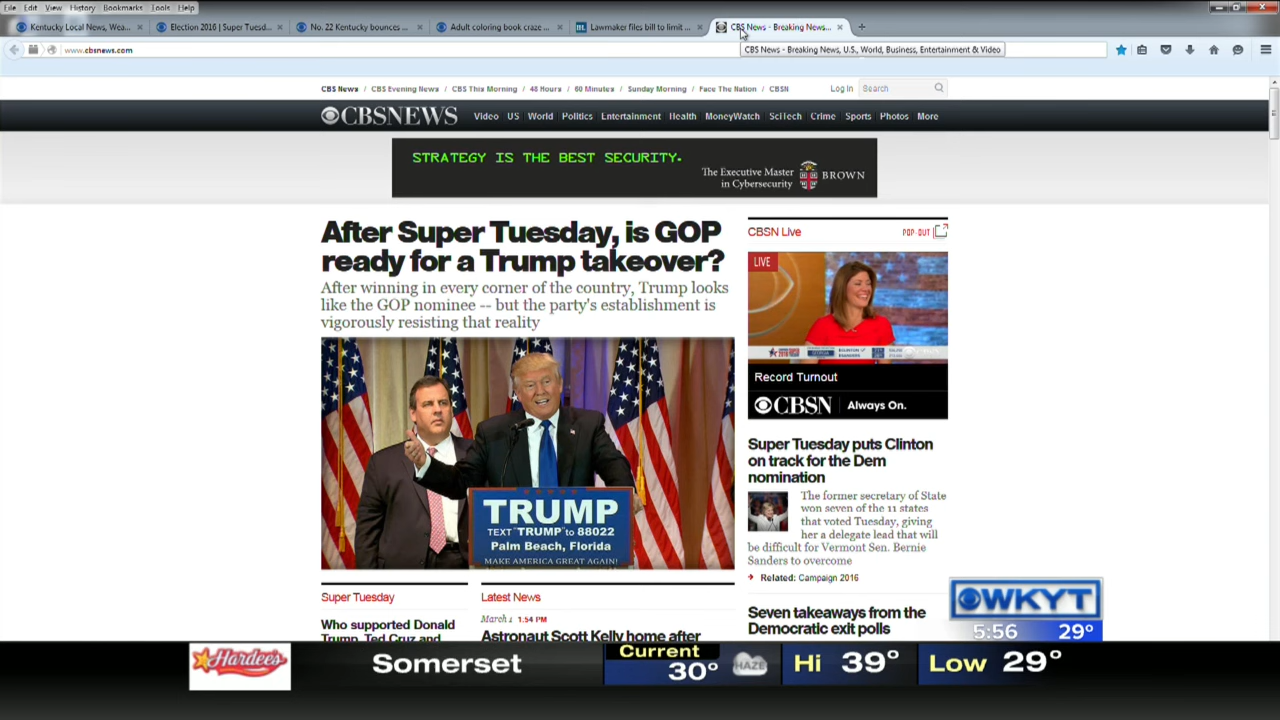 File Edit View History Bookmarks Tools Help
Kentucky Local News, Wea...
Election 2016 | Super Tuesd...
No. 22 Kentucky bounces ...
Adult coloring book craze ...
Lawmaker files bill to limit ...
CBS News - Breaking News...
www.cbsnews.com
CBS News - Breaking News, U.S., World, Business, Entertainment & Video
CBS News / CBS Evening News / CBS This Morning / 48 Hours / 60 Minutes / Sunday Morning / Face The Nation / CBSN
Log In
Search
CBSNEWS
Video US World Politics Entertainment Health MoneyWatch SciTech Crime Sports Photos More
STRATEGY IS THE BEST SECURITY.
The Executive Master
in Cybersecurity
BROWN
After Super Tuesday, is GOP
ready for a Trump takeover?
After winning in every corner of the country, Trump looks
like the GOP nominee -- but the party's establishment is
vigorously resisting that reality
TRUMP
TEXT "TRUMP" to 88022
Palm Beach, Florida
MAKE AMERICA GREAT AGAIN!
Super Tuesday
Who supported Donald
Trump, Ted Cruz and
Latest News
March 1 1:54 PM
Astronaut Scott Kelly home after
CBSN Live
POP-OUT
LIVE
Record Turnout
CBSN
Always On.
Super Tuesday puts Clinton
on track for the Dem
nomination
The former secretary of State
won seven of the 11 states
that voted Tuesday, giving
her a delegate lead that will
be difficult for Vermont Sen. Bernie
Sanders to overcome
Related: Campaign 2016
Seven takeaways from the
Democratic exit polls
WKYT
5:56 29°
Hardee's
Somerset
Current
30°
HAZE
Hi 39°
Low 29°